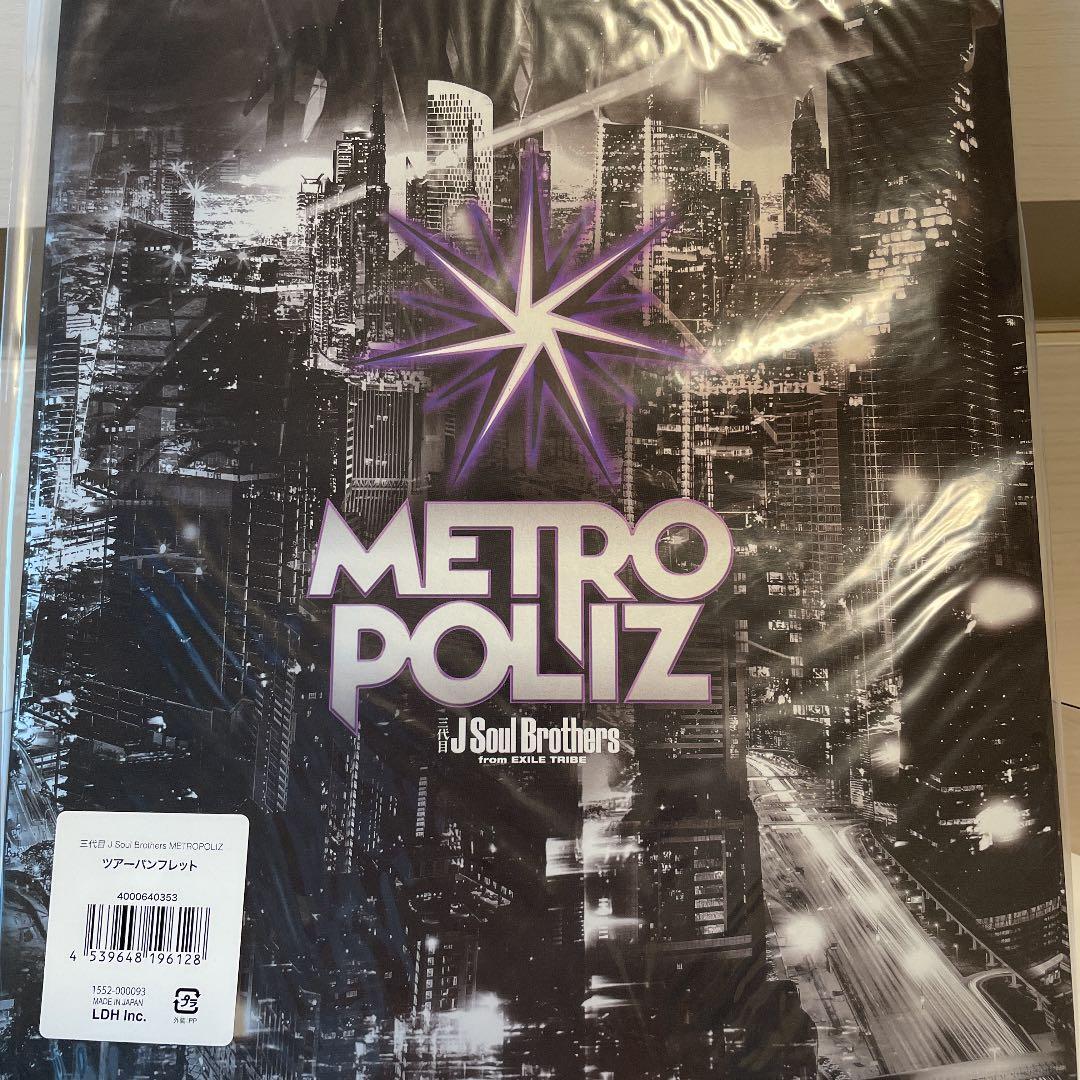 METRO
POLIZ
三代目 J Soul Brothers
from EXILE TRIBE
三代目 J Soul Brothers METROPOLIZ
ツアーパンフレット
4000640353
4 539648 196128
1552-000093
MADE IN JAPAN
LDH Inc.
プラ
外装:PP